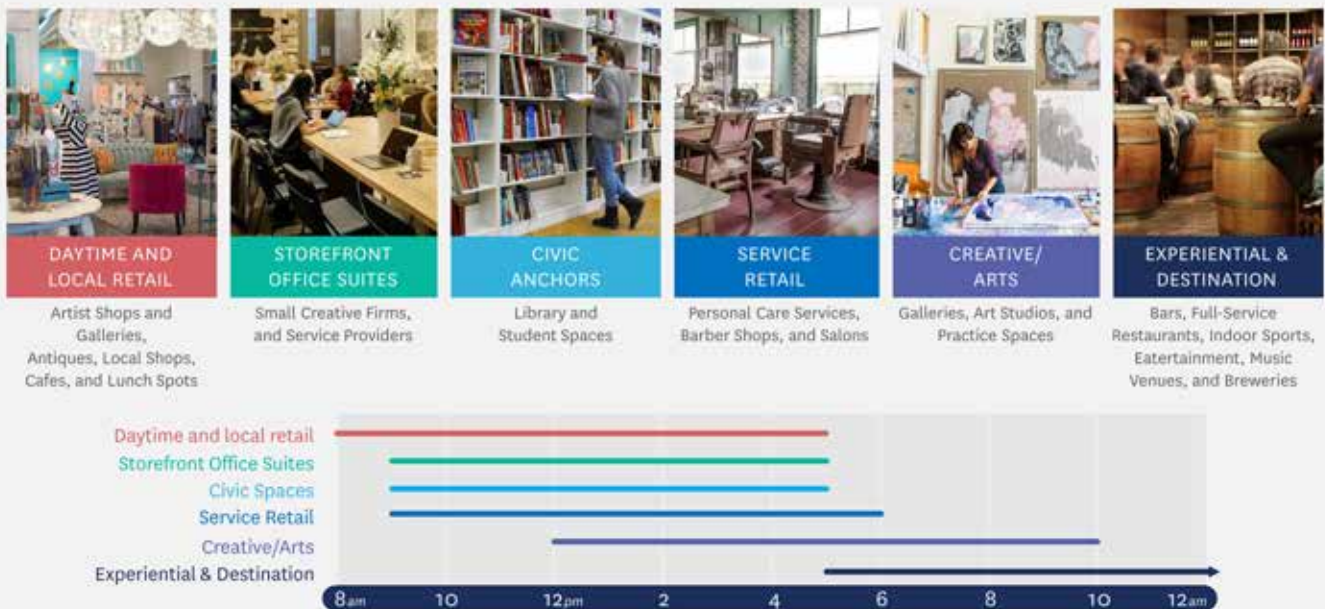 DAYTIME AND
LOCAL RETAIL
Artist Shops and
Galleries,
Antiques, Local Shops,
Cafes, and Lunch Spots
STOREFRONT
OFFICE SUITES
Small Creative Firms,
and Service Providers
CIVIC
ANCHORS
Library and
Student Spaces
SERVICE
RETAIL
Personal Care Services,
Barber Shops, and Salons
CREATIVE/
ARTS
Galleries, Art Studios, and
Practice Spaces
EXPERIENTIAL &
DESTINATION
Bars, Full-Service
Restaurants, Indoor Sports,
Eatertainment, Music
Venues, and Breweries
Daytime and local retail
Storefront Office Suites
Civic Spaces
Service Retail
Creative/Arts
Experiential & Destination
8am 10 12pm 2 4 6 8 10 12am